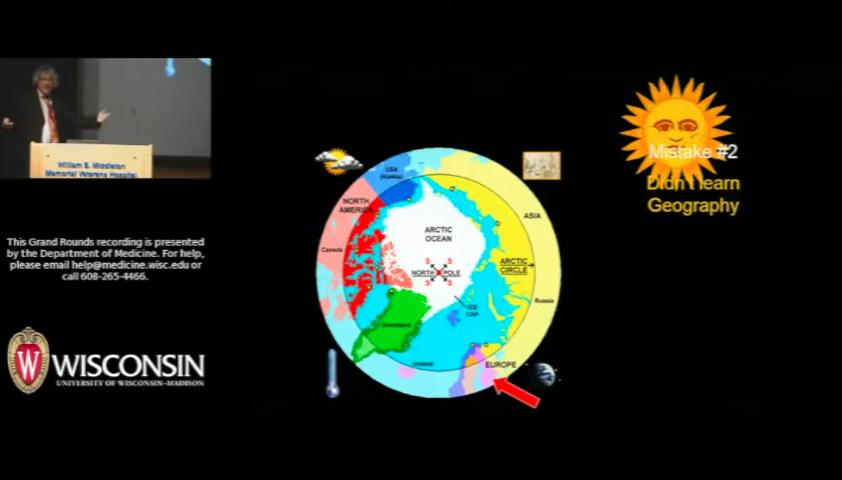 William S. Middleton
Memorial Veterans Hospital
This Grand Rounds recording is presented
by the Department of Medicine. For help,
please email help@medicine.wisc.edu or
call 608-265-4466.
W
WISCONSIN
UNIVERSITY OF WISCONSIN–MADISON
USA
(Alaska)
NORTH
AMERICA
Canada
ARCTIC
OCEAN
ASIA
ARCTIC
CIRCLE
S S
NORTH POLE
S S
Russia
ICE
CAP
Greenland
Iceland
EUROPE
Mistake #2
Didn't learn
Geography